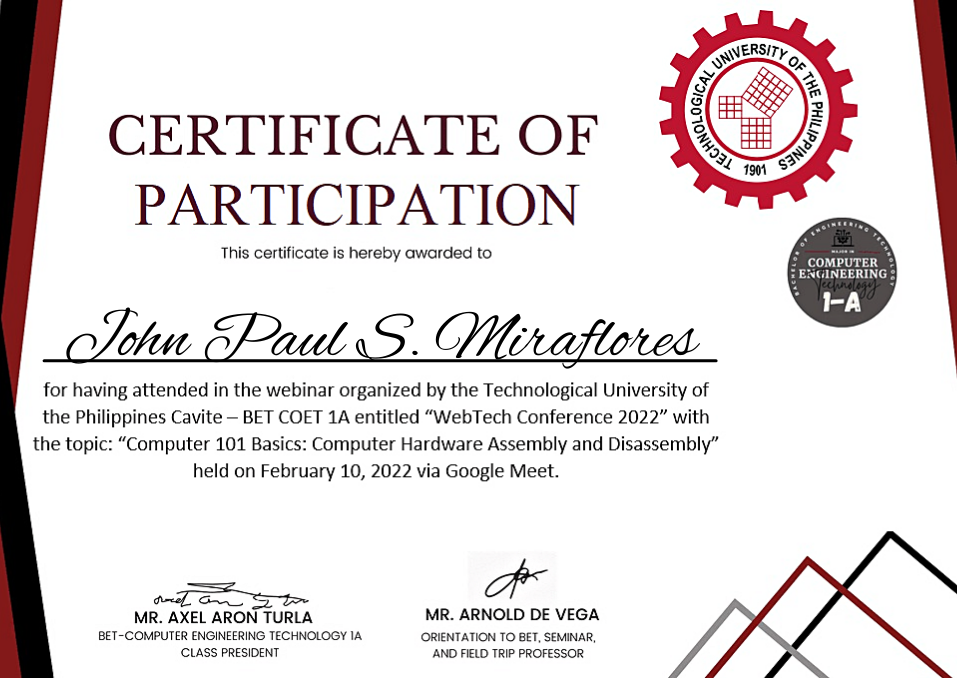 CERTIFICATE OF
PARTICIPATION
This certificate is hereby awarded to
John Paul S. Miraflores
for having attended in the webinar organized by the Technological University of
the Philippines Cavite – BET COET 1A entitled “WebTech Conference 2022” with
the topic: “Computer 101 Basics: Computer Hardware Assembly and Disassembly”
held on February 10, 2022 via Google Meet.
TECHNOLOGICAL UNIVERSITY OF THE PHILIPPINES
1901
BACHELOR OF ENGINEERING TECHNOLOGY
MAJOR IN
COMPUTER
ENGINEERING
Technology
1-A
MR. AXEL ARON TURLA
BET-COMPUTER ENGINEERING TECHNOLOGY 1A
CLASS PRESIDENT
MR. ARNOLD DE VEGA
ORIENTATION TO BET, SEMINAR,
AND FIELD TRIP PROFESSOR